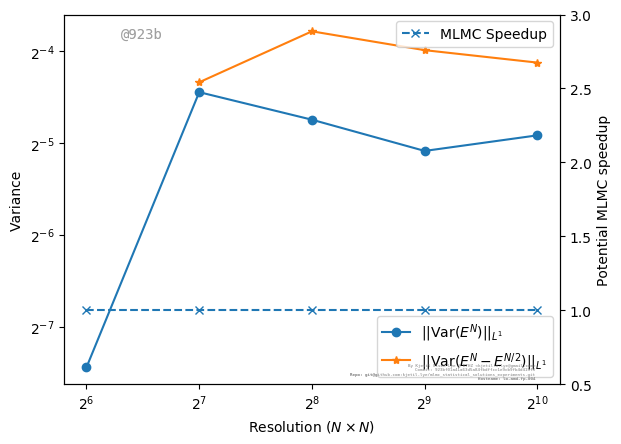 @923b
MLMC Speedup
2^-4
2^-5
2^-6
2^-7
Variance
3.0
2.5
2.0
1.5
1.0
0.5
Potential MLMC speedup
||Var(E^N)||_{L^1}
||Var(E^N − E^{N/2})||_{L^1}
2^6 2^7 2^8 2^9 2^10
Resolution (N × N)